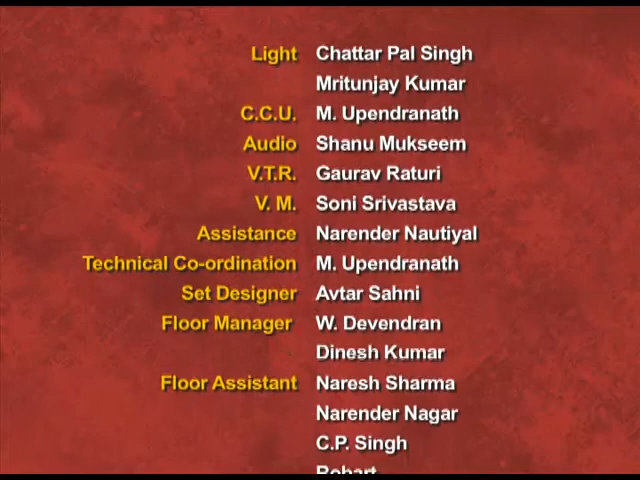 Light Chattar Pal Singh
Mritunjay Kumar
C.C.U. M. Upendranath
Audio Shanu Mukseem
V.T.R. Gaurav Raturi
V. M. Soni Srivastava
Assistance Narender Nautiyal
Technical Co-ordination M. Upendranath
Set Designer Avtar Sahni
Floor Manager W. Devendran
Dinesh Kumar
Floor Assistant Naresh Sharma
Narender Nagar
C.P. Singh
Robart